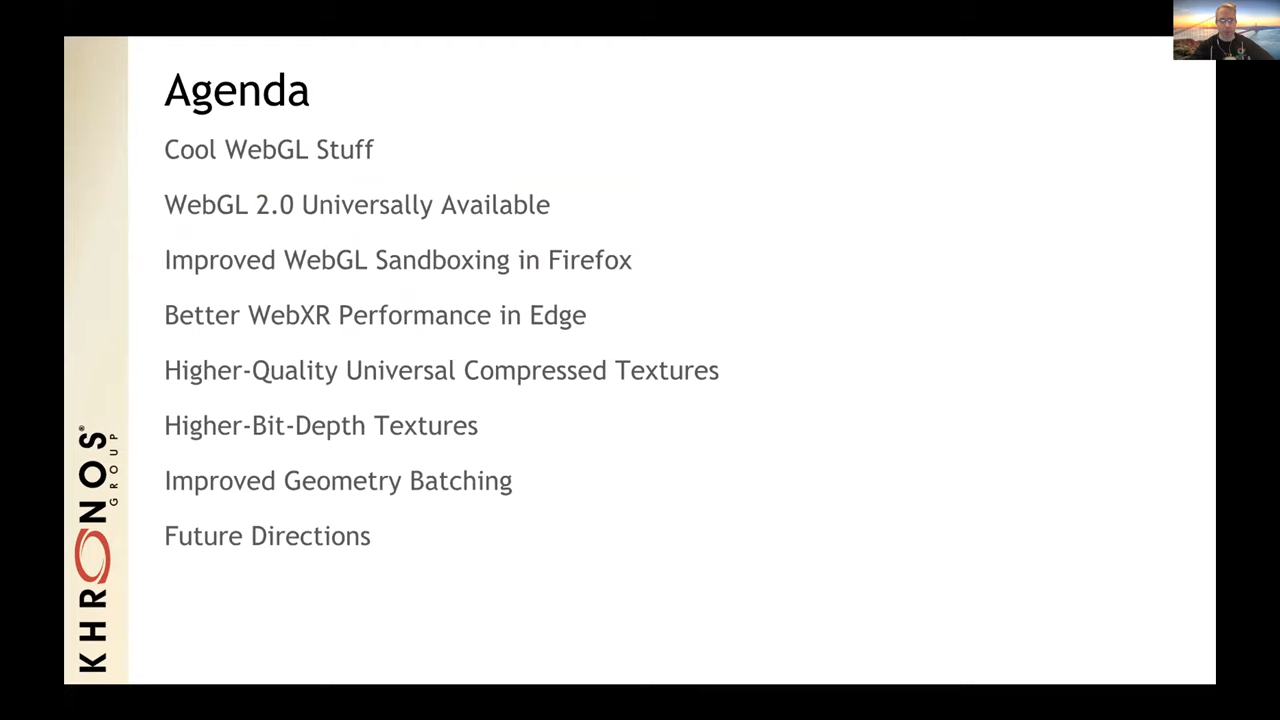 Agenda
Cool WebGL Stuff
WebGL 2.0 Universally Available
Improved WebGL Sandboxing in Firefox
Better WebXR Performance in Edge
Higher-Quality Universal Compressed Textures
Higher-Bit-Depth Textures
Improved Geometry Batching
Future Directions
KHRONOS®
GROUP